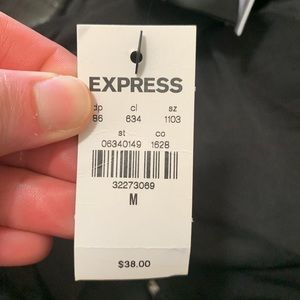 EXPRESS
dp cl sz
86 634 1103
st co
06340149 1628
32273069
M
$38.00